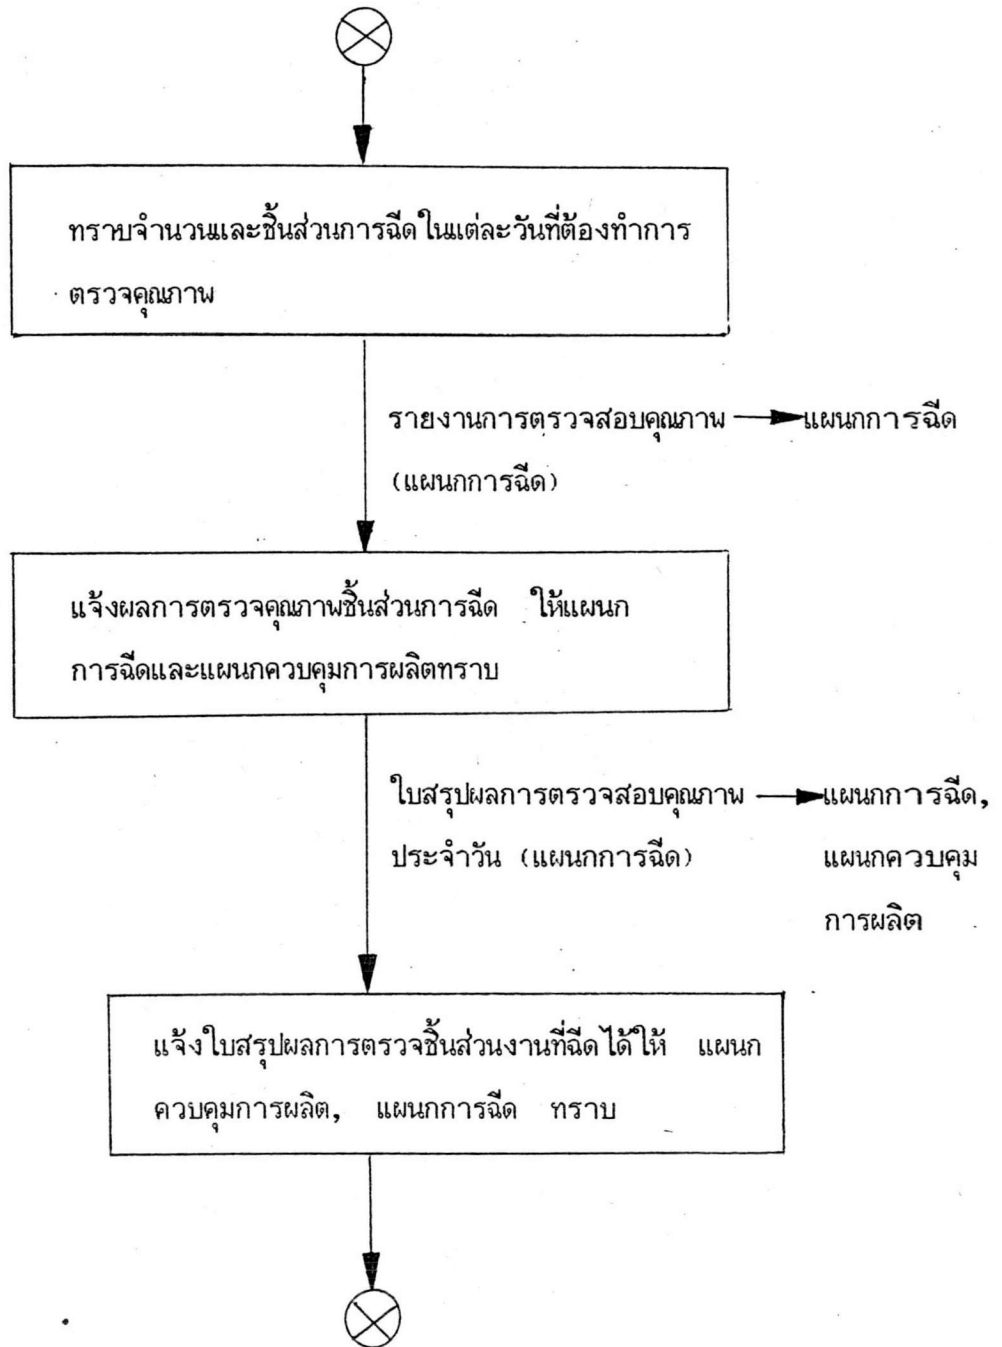 ทราบจำนวนและชิ้นส่วนการฉีดในแต่ละวันที่ต้องทำการ
ตรวจคุณภาพ
รายงานการตรวจสอบคุณภาพ แผนกการฉีด
(แผนกการฉีด)
แจ้งผลการตรวจคุณภาพชิ้นส่วนการฉีด ให้แผนก
การฉีดและแผนกควบคุมการผลิตทราบ
ใบสรุปผลการตรวจสอบคุณภาพ แผนกการฉีด,
ประจำวัน (แผนกการฉีด) แผนกควบคุม
การผลิต
แจ้งใบสรุปผลการตรวจชิ้นส่วนงานที่ฉีดได้ให้ แผนก
ควบคุมการผลิต, แผนกการฉีด ทราบ